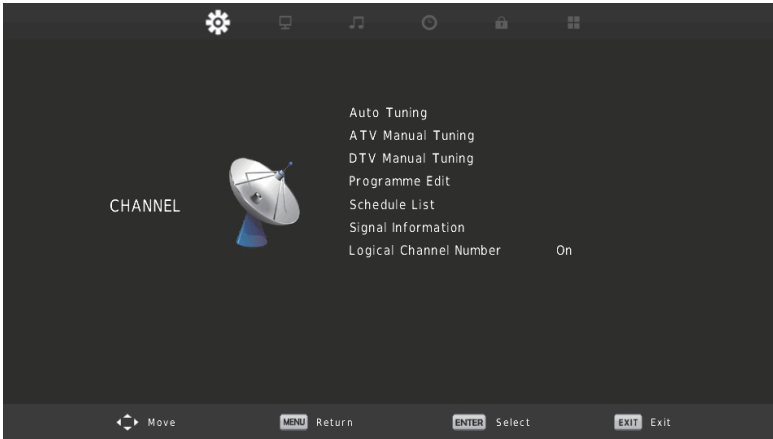 Auto Tuning
ATV Manual Tuning
DTV Manual Tuning
Programme Edit
CHANNEL
Schedule List
Signal Information
Logical Channel Number On
Move MENU Return ENTER Select EXIT Exit